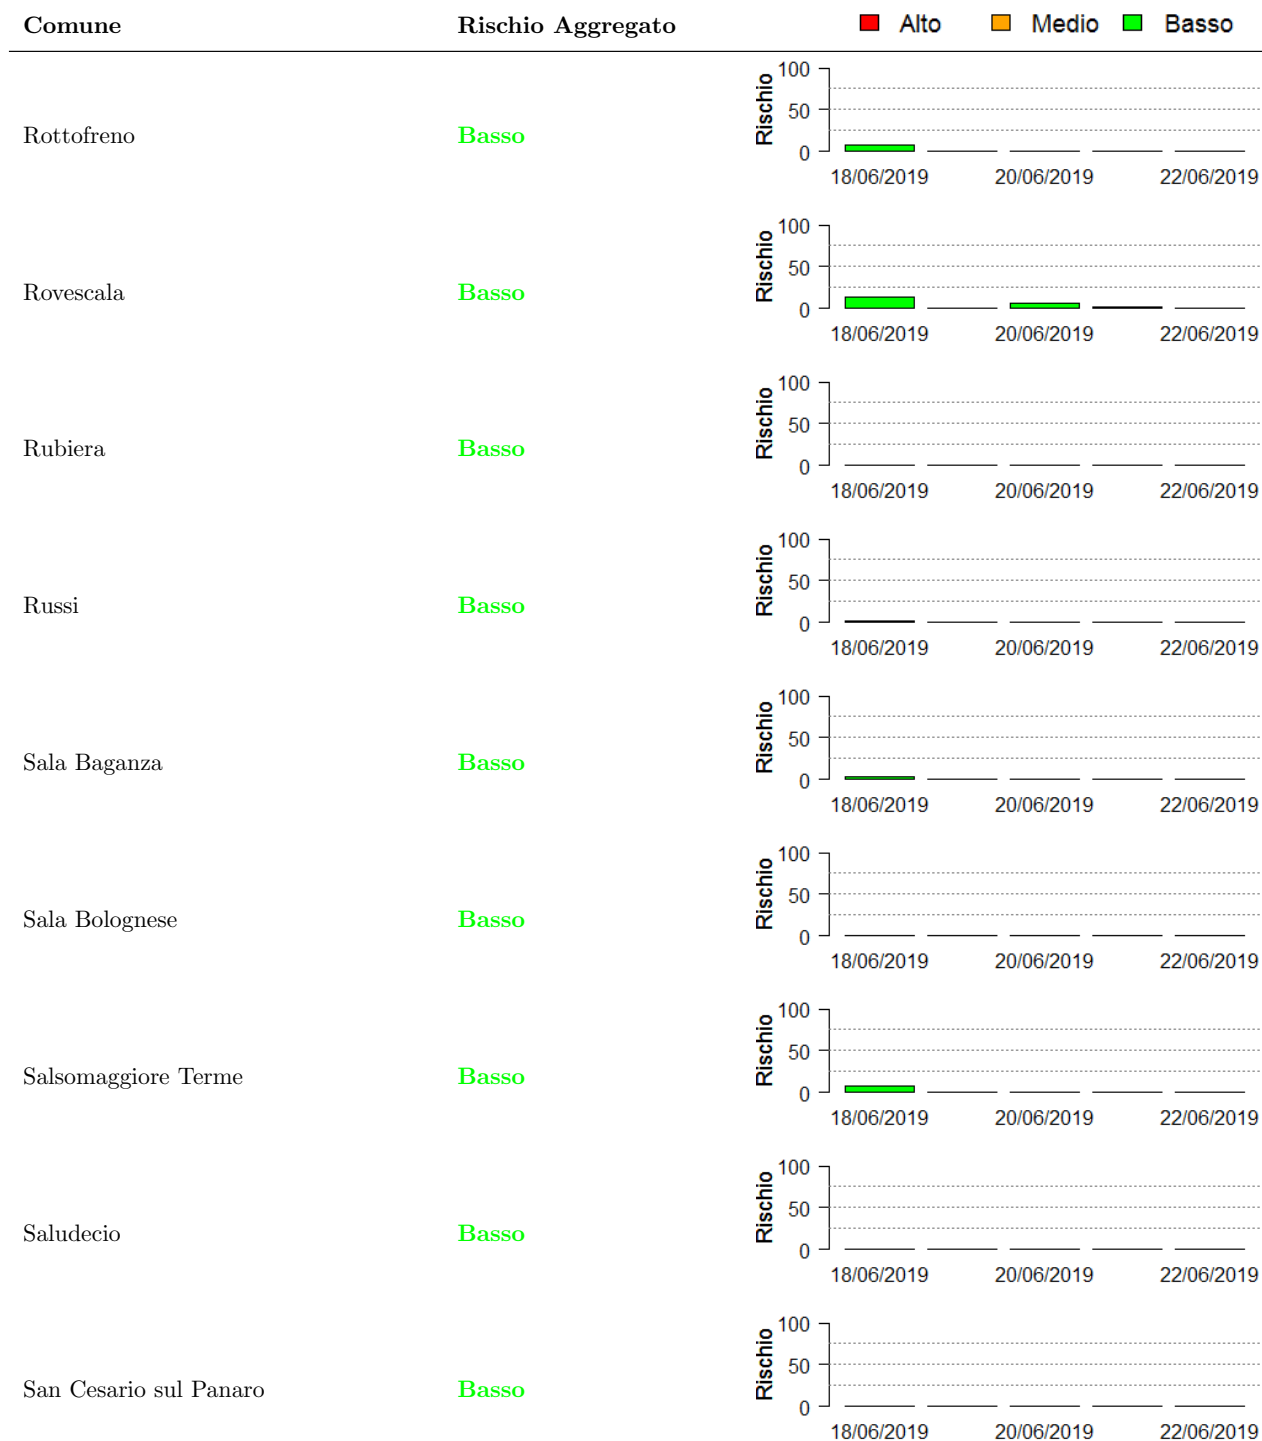 Comune Rischio Aggregato Alto Medio Basso
100
50
0
Rischio
Rottofreno Basso
18/06/2019 20/06/2019 22/06/2019
100
50
0
Rischio
Rovescala Basso
18/06/2019 20/06/2019 22/06/2019
100
50
0
Rischio
Rubiera Basso
18/06/2019 20/06/2019 22/06/2019
100
50
0
Rischio
Russi Basso
18/06/2019 20/06/2019 22/06/2019
100
50
0
Rischio
Sala Baganza Basso
18/06/2019 20/06/2019 22/06/2019
100
50
0
Rischio
Sala Bolognese Basso
18/06/2019 20/06/2019 22/06/2019
100
50
0
Rischio
Salsomaggiore Terme Basso
18/06/2019 20/06/2019 22/06/2019
100
50
0
Rischio
Saludecio Basso
18/06/2019 20/06/2019 22/06/2019
100
50
0
Rischio
San Cesario sul Panaro Basso
18/06/2019 20/06/2019 22/06/2019